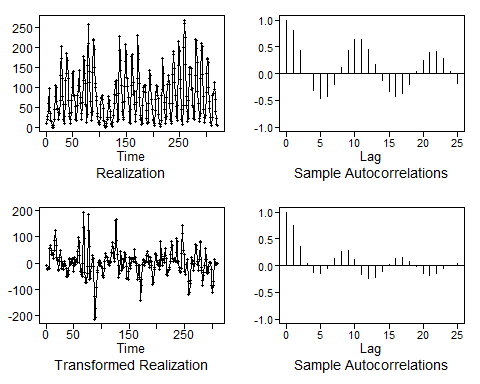 250
200
150
100
50
0
0 50 150 250
Time
Realization
1.0
0.5
0.0
-0.5
-1.0
0 5 10 15 20 25
Lag
Sample Autocorrelations
200
100
0
-100
-200
0 50 150 250
Time
Transformed Realization
1.0
0.5
0.0
-0.5
-1.0
0 5 10 15 20 25
Lag
Sample Autocorrelations